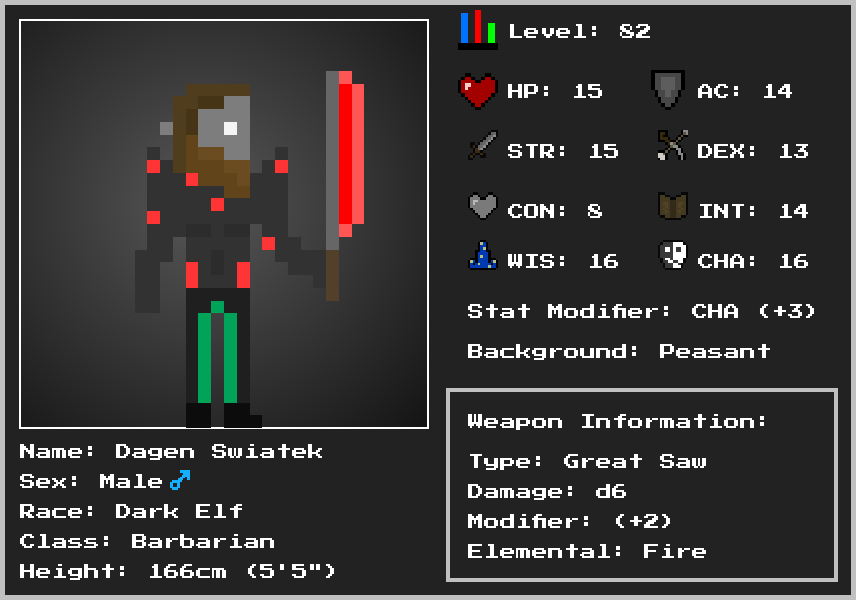 Level: 82
HP: 15
AC: 14
STR: 15
DEX: 13
CON: 8
INT: 14
WIS: 16
CHA: 16
Stat Modifier: CHA (+3)
Background: Peasant
Weapon Information:
Type: Great Saw
Damage: d6
Modifier: (+2)
Elemental: Fire
Name: Dagen Swiatek
Sex: Male♂
Race: Dark Elf
Class: Barbarian
Height: 166cm (5'5")